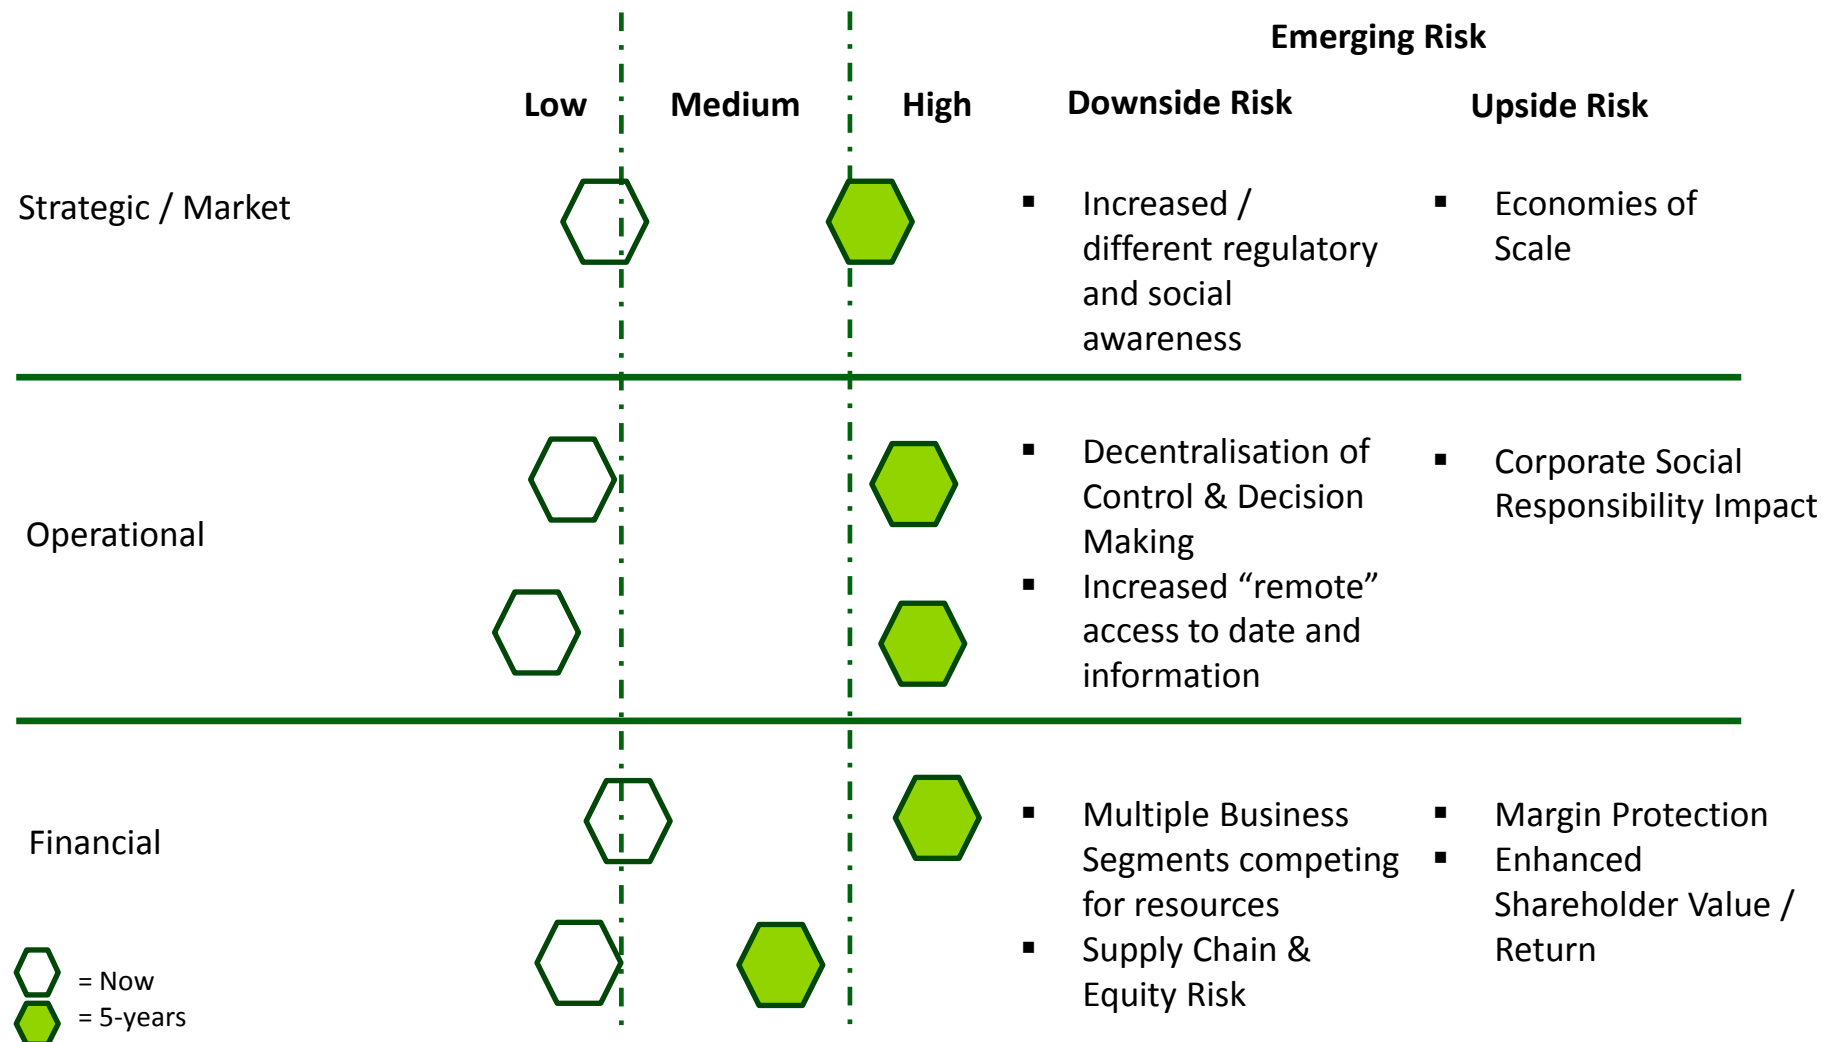 Emerging Risk
Low
Medium
High
Downside Risk
Upside Risk
Strategic / Market
▪ Increased /
different regulatory
and social
awareness
▪ Economies of
Scale
Operational
▪ Decentralisation of
Control & Decision
Making
▪ Increased “remote”
access to date and
information
▪ Corporate Social
Responsibility Impact
Financial
▪ Multiple Business
Segments competing
for resources
▪ Supply Chain &
Equity Risk
▪ Margin Protection
▪ Enhanced
Shareholder Value /
Return
= Now
= 5-years